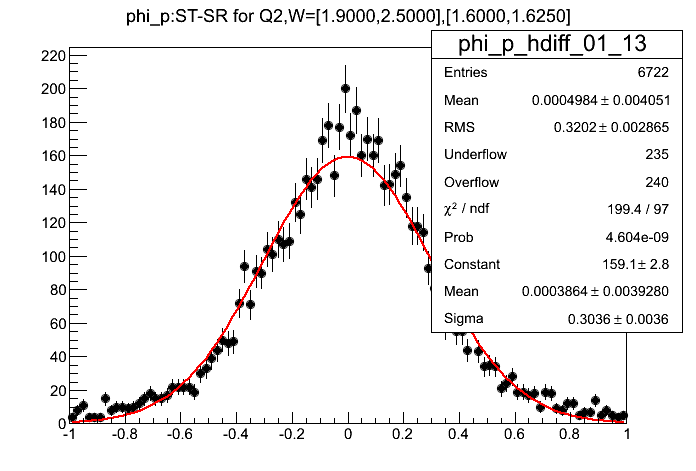 phi_p:ST-SR for Q2,W=[1.9000,2.5000],[1.6000,1.6250]
phi_p_hdiff_01_13
Entries 6722
Mean 0.0004984 ± 0.004051
RMS 0.3202 ± 0.002865
Underflow 235
Overflow 240
χ² / ndf 199.4 / 97
Prob 4.604e-09
Constant 159.1 ± 2.8
Mean 0.0003864 ± 0.0039280
Sigma 0.3036 ± 0.0036
220
200
180
160
140
120
100
80
60
40
20
0
-1 -0.8 -0.6 -0.4 -0.2 0 0.2 0.4 0.6 0.8 1